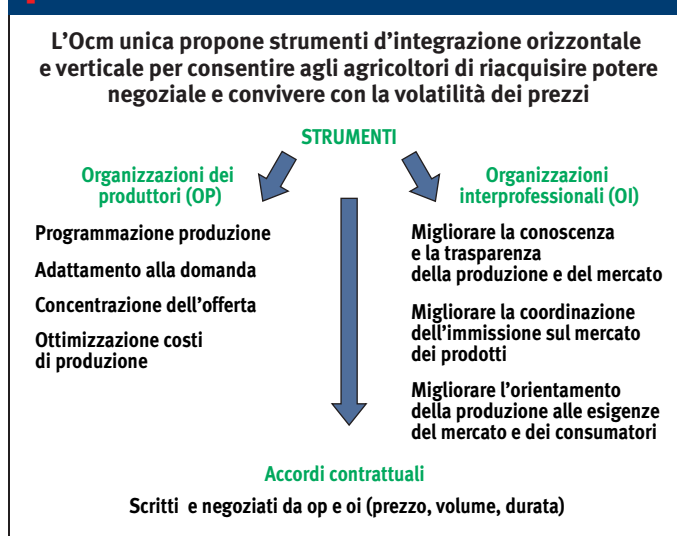 L'Ocm unica propone strumenti d'integrazione orizzontale
e verticale per consentire agli agricoltori di riacquisire potere
negoziale e convivere con la volatilità dei prezzi
STRUMENTI
Organizzazioni dei
produttori (OP)
Programmazione produzione
Adattamento alla domanda
Concentrazione dell'offerta
Ottimizzazione costi
di produzione
Organizzazioni
interprofessionali (OI)
Migliorare la conoscenza
e la trasparenza
della produzione e del mercato
Migliorare la coordinazione
dell'immissione sul mercato
dei prodotti
Migliorare l'orientamento
della produzione alle esigenze
del mercato e dei consumatori
Accordi contrattuali
Scritti e negoziati da op e oi (prezzo, volume, durata)